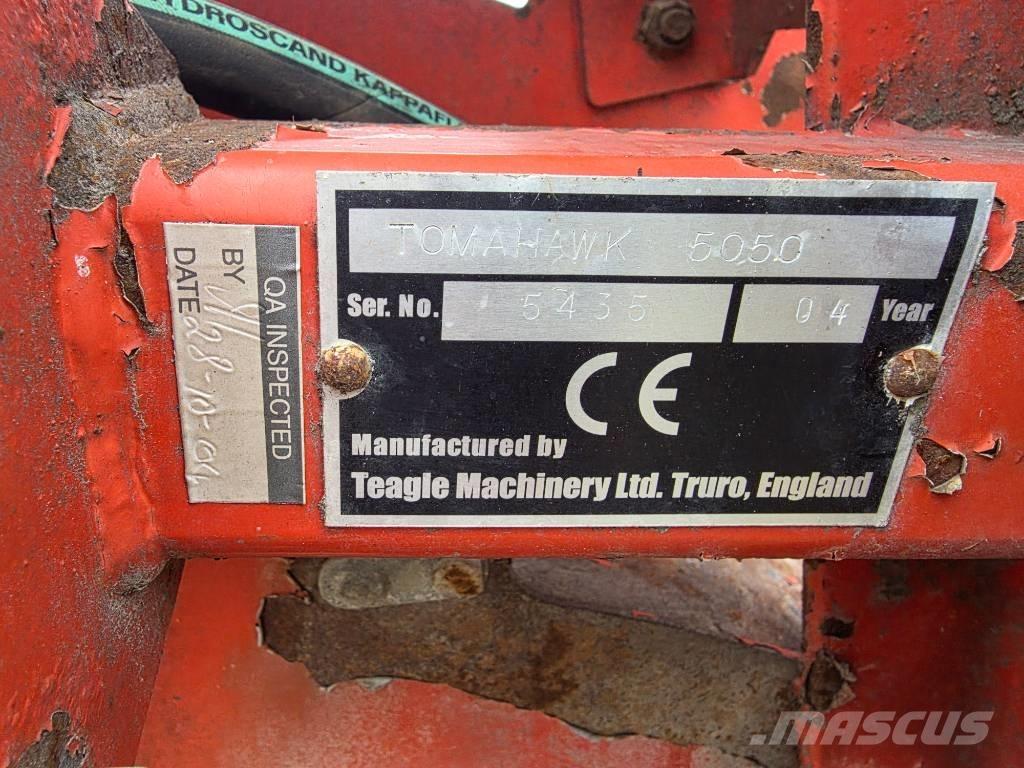 HYDROSCAND KAPPAFL
TOMAHAWK 5050
Ser. No. 5435 04 Year
CE
Manufactured by
Teagle Machinery Ltd. Truro, England
QA INSPECTED
BY
DATE 28-10-04
MASCUS